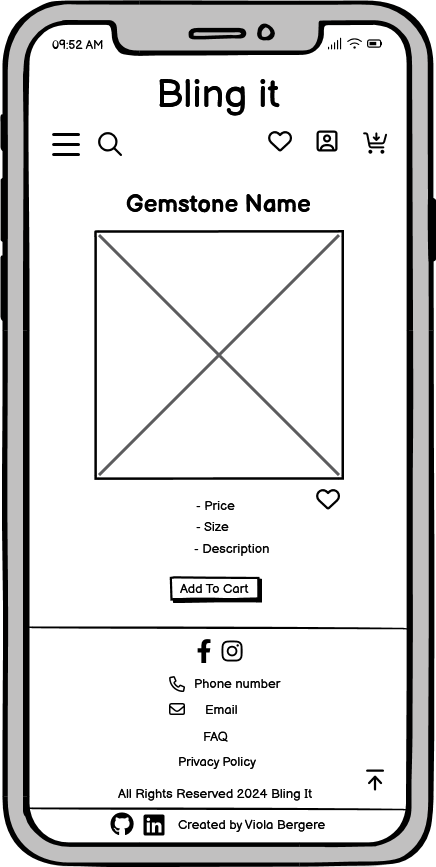 09:52 AM
Bling it
Gemstone Name
- Price
- Size
- Description
Add To Cart
Phone number
Email
FAQ
Privacy Policy
All Rights Reserved 2024 Bling It
Created by Viola Bergere